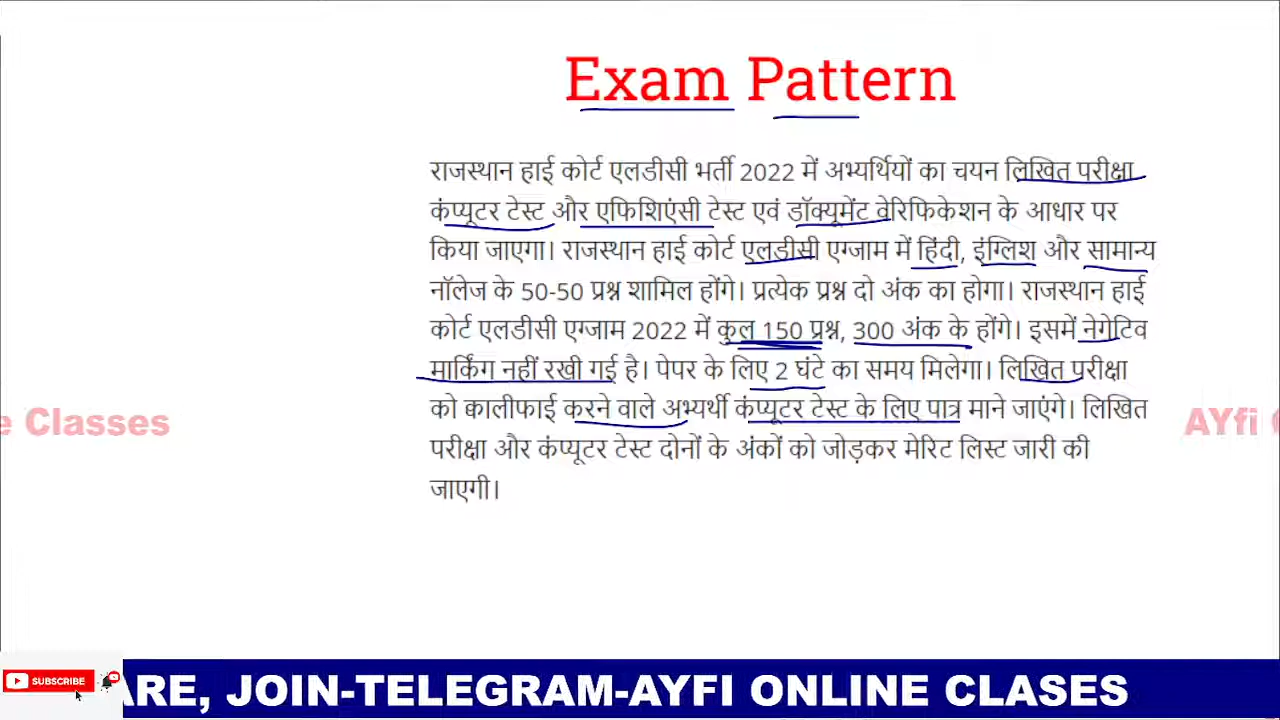 Exam Pattern
राजस्थान हाई कोर्ट एलडीसी भर्ती 2022 में अभ्यर्थियों का चयन लिखित परीक्षा
कंप्यूटर टेस्ट और एफिशिएंसी टेस्ट एवं डॉक्यूमेंट वेरिफिकेशन के आधार पर
किया जाएगा। राजस्थान हाई कोर्ट एलडीसी एग्जाम में हिंदी, इंग्लिश और सामान्य
नॉलेज के 50-50 प्रश्न शामिल होंगे। प्रत्येक प्रश्न दो अंक का होगा। राजस्थान हाई
कोर्ट एलडीसी एग्जाम 2022 में कुल 150 प्रश्न, 300 अंक के होंगे। इसमें नेगेटिव
मार्किंग नहीं रखी गई है। पेपर के लिए 2 घंटे का समय मिलेगा। लिखित परीक्षा
को क्वालीफाई करने वाले अभ्यर्थी कंप्यूटर टेस्ट के लिए पात्र माने जाएंगे। लिखित
परीक्षा और कंप्यूटर टेस्ट दोनों के अंकों को जोड़कर मेरिट लिस्ट जारी की
जाएगी।
e Classes
AYfi
SUBSCRIBE
ARE, JOIN-TELEGRAM-AYFI ONLINE CLASES